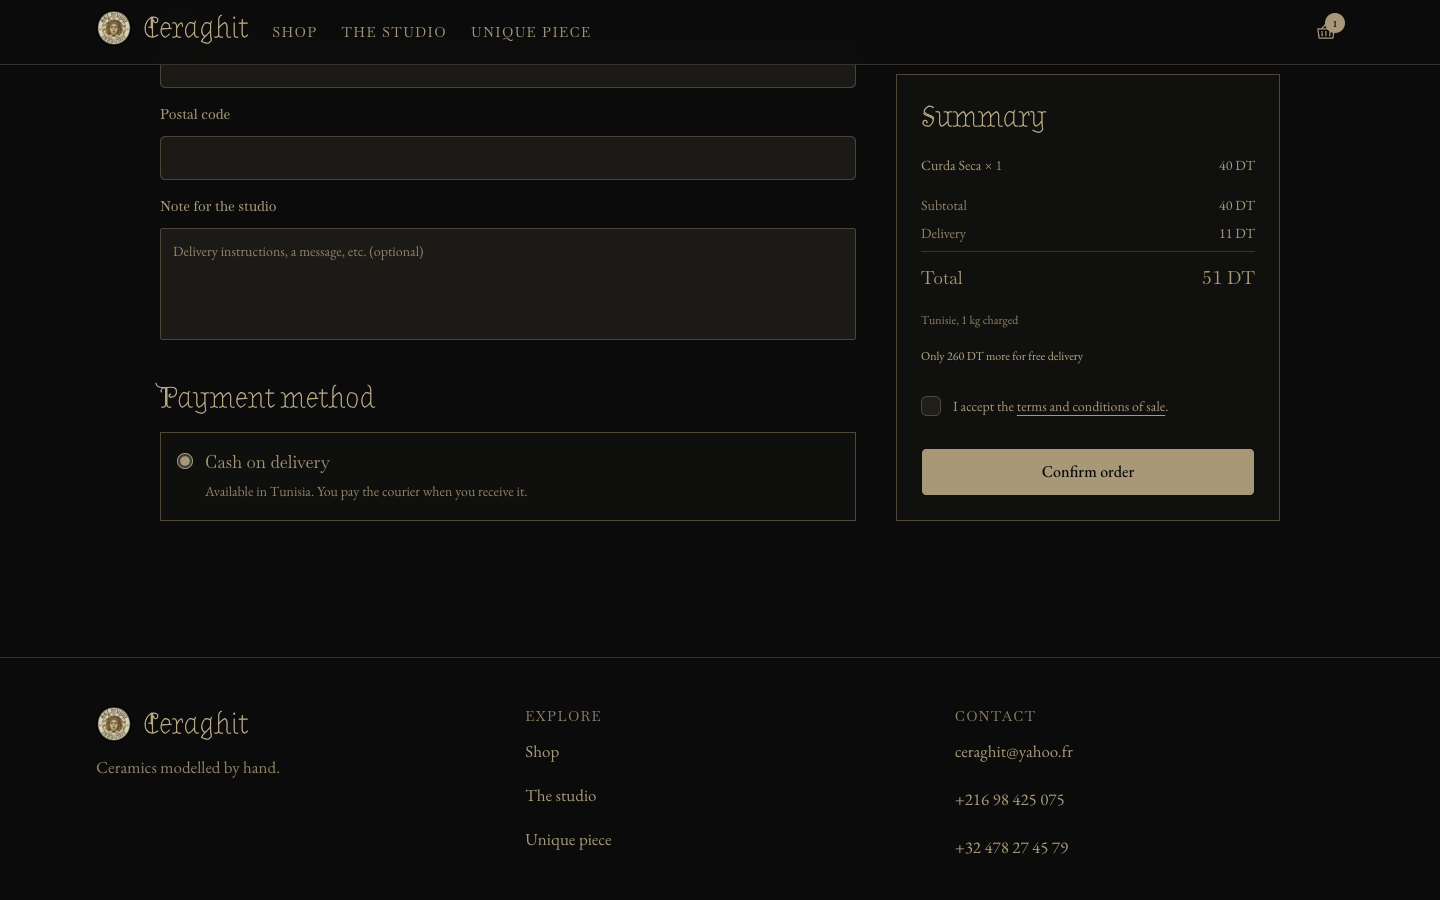 Ceraghit
SHOP
THE STUDIO
UNIQUE PIECE
1
Postal code
Note for the studio
Delivery instructions, a message, etc. (optional)
Payment method
Cash on delivery
Available in Tunisia. You pay the courier when you receive it.
Summary
Curda Seca × 1 40 DT
Subtotal 40 DT
Delivery 11 DT
Total 51 DT
Tunisie, 1 kg charged
Only 260 DT more for free delivery
I accept the terms and conditions of sale.
Confirm order
Ceraghit
Ceramics modelled by hand.
EXPLORE
Shop
The studio
Unique piece
CONTACT
ceraghit@yahoo.fr
+216 98 425 075
+32 478 27 45 79